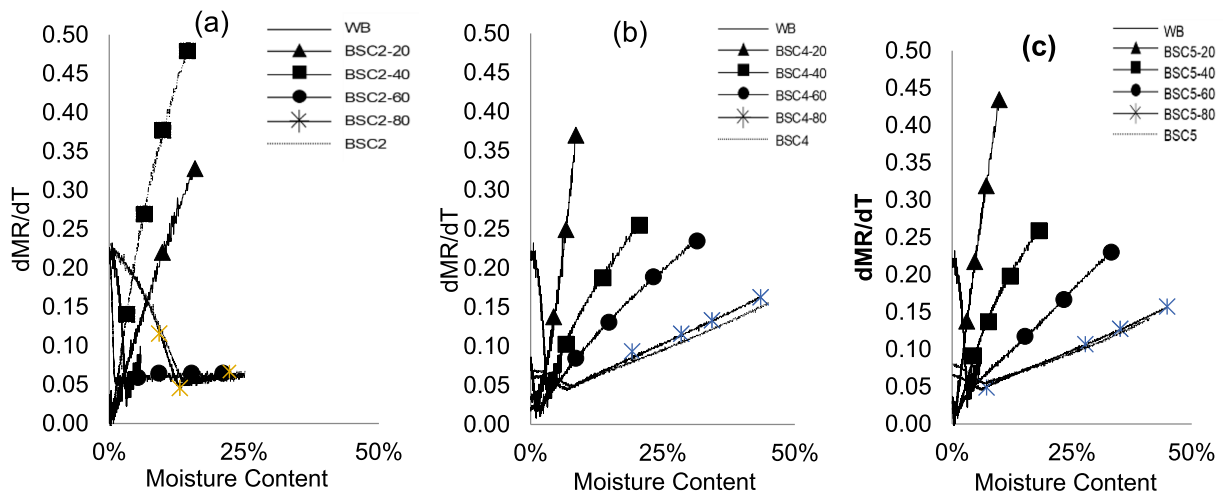 (a)
WB
BSC2-20
BSC2-40
BSC2-60
BSC2-80
BSC2
0.50
0.45
0.40
0.35
0.30
0.25
0.20
0.15
0.10
0.05
0.00
dMR/dT
0% 25% 50%
Moisture Content
(b)
WB
BSC4-20
BSC4-40
BSC4-60
BSC4-80
BSC4
0.50
0.45
0.40
0.35
0.30
0.25
0.20
0.15
0.10
0.05
0.00
dMR/dT
0% 25% 50%
Moisture Content
(c)
WB
BSC5-20
BSC5-40
BSC5-60
BSC5-80
BSC5
0.50
0.45
0.40
0.35
0.30
0.25
0.20
0.15
0.10
0.05
0.00
dMR/dT
0% 25% 50%
Moisture Content